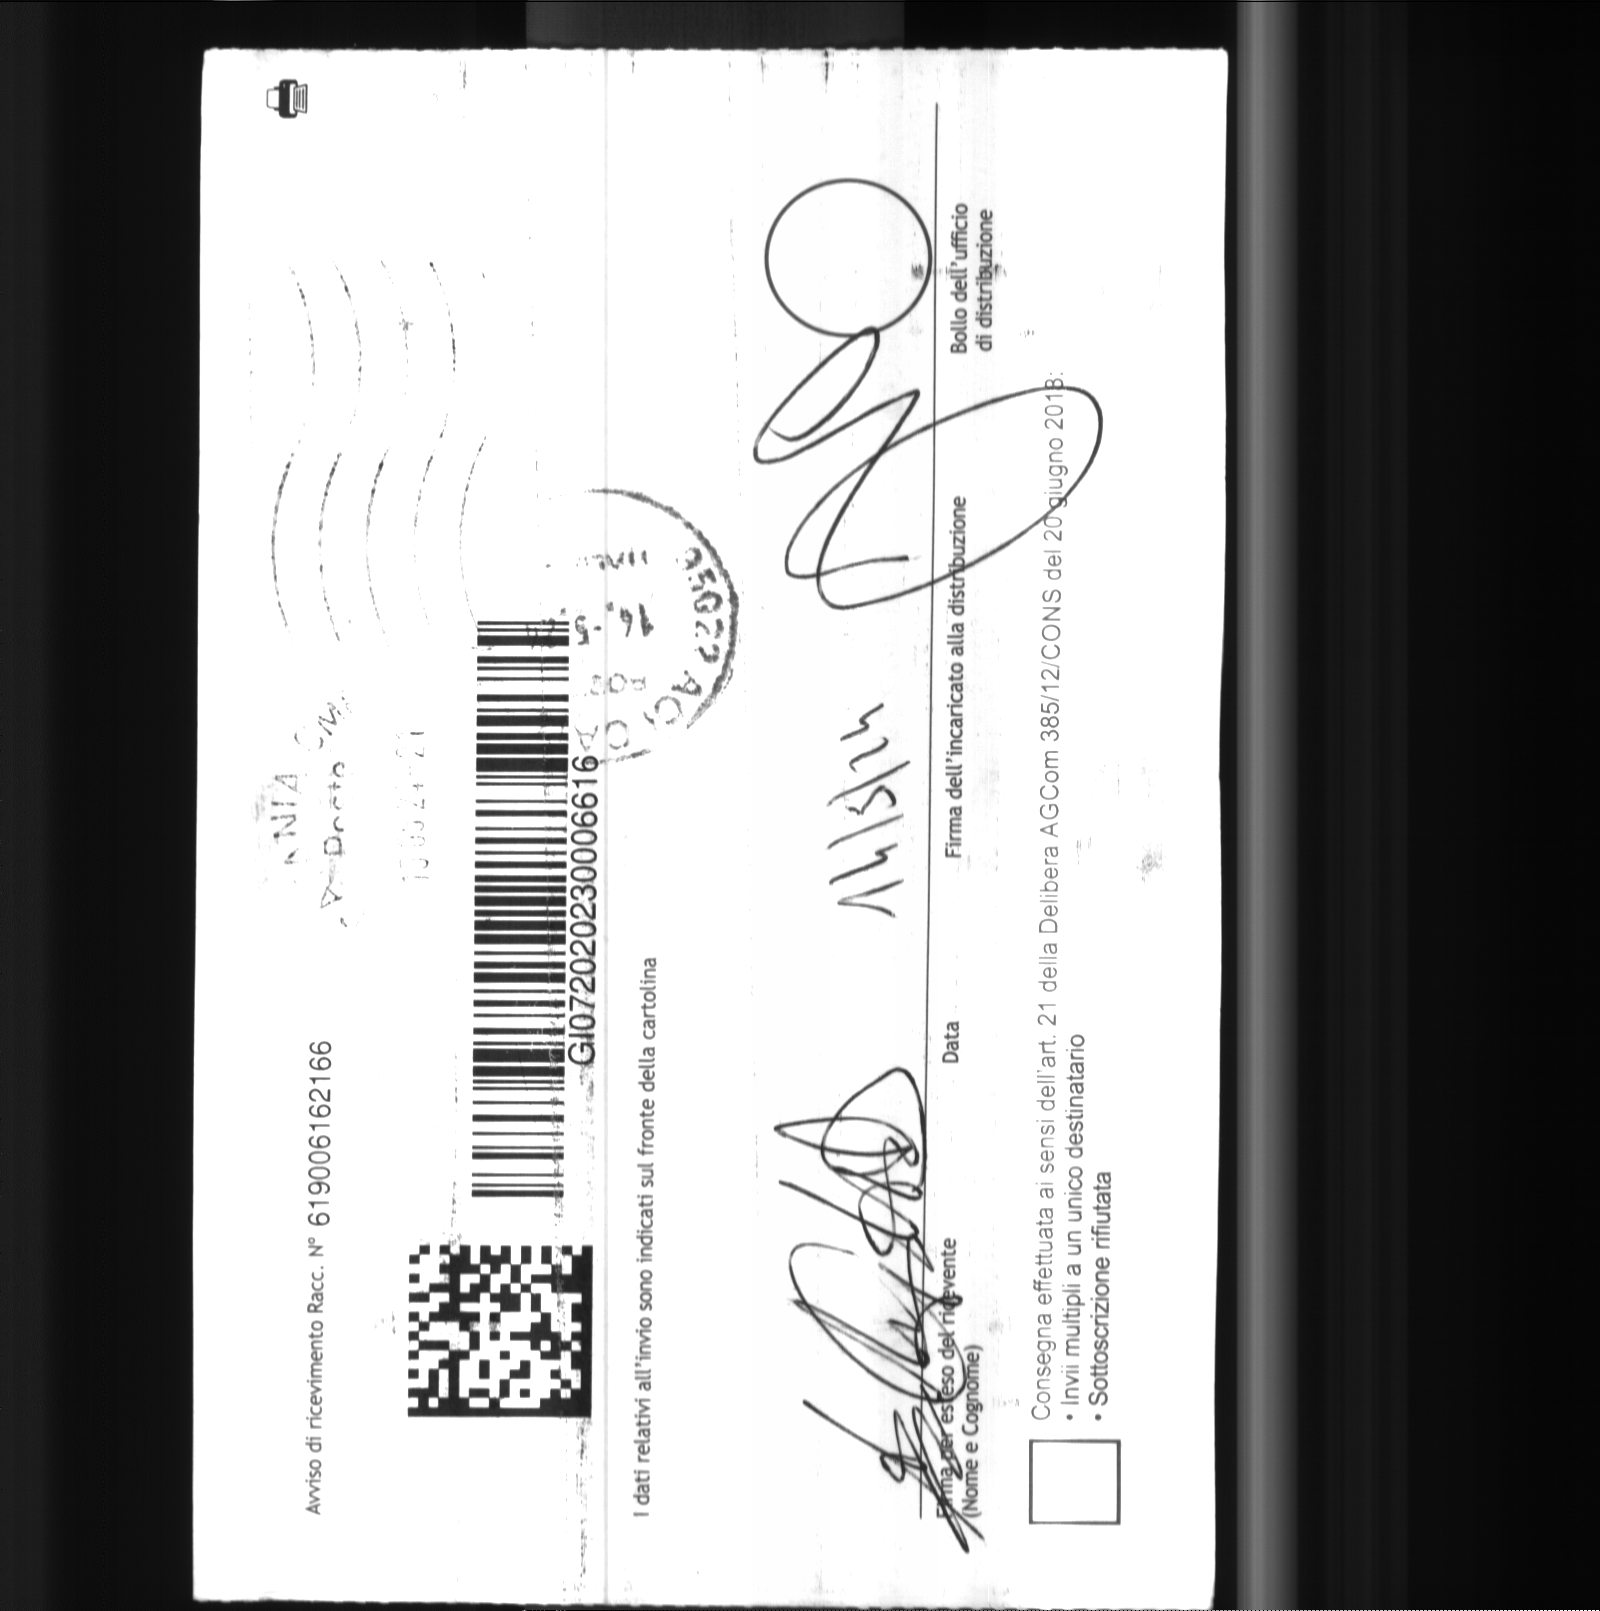 Avviso di ricevimento Racc. N° 619006162166
GI072020230006616
I dati relativi all'invio sono indicati sul fronte della cartolina
14/3/24
Firma per esteso del ricevente
(Nome e Cognome)
Data
Firma dell'incaricato alla distribuzione
Bollo dell'ufficio
di distribuzione
Consegna effettuata ai sensi dell'art. 21 della Delibera AGCom 385/12/CONS del 20 giugno 2013:
• Invii multipli a un unico destinatario
• Sottoscrizione rifiutata